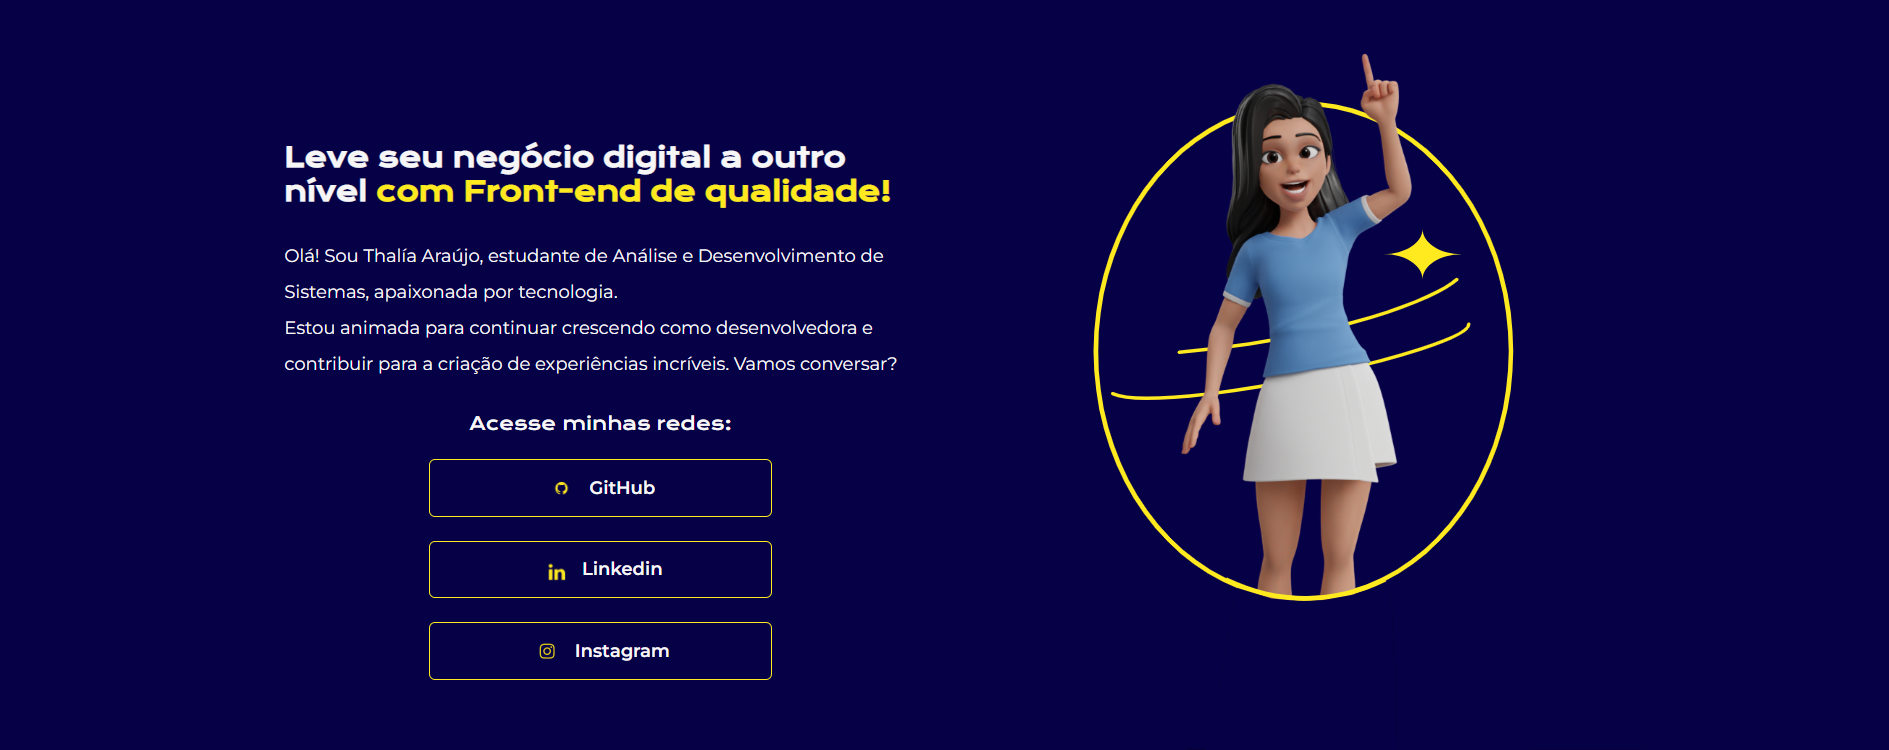 Leve seu negócio digital a outro
nível com Front-end de qualidade!
Olá! Sou Thalía Araújo, estudante de Análise e Desenvolvimento de
Sistemas, apaixonada por tecnologia.
Estou animada para continuar crescendo como desenvolvedora e
contribuir para a criação de experiências incríveis. Vamos conversar?
Acesse minhas redes:
GitHub
Linkedin
Instagram